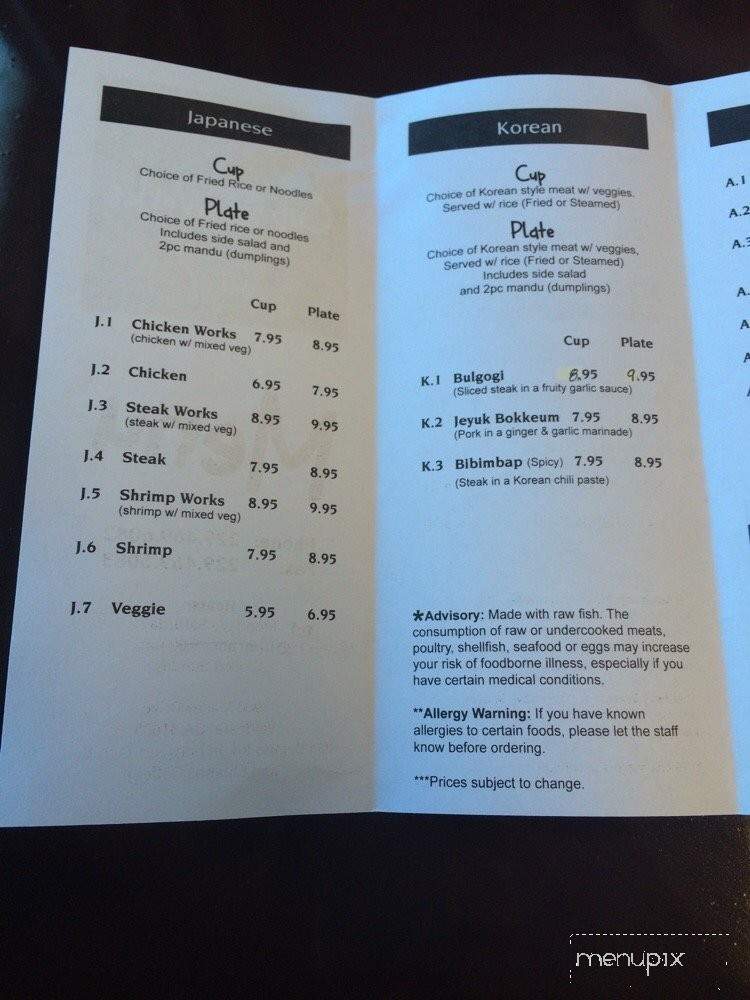 Japanese
Cup
Choice of Fried Rice or Noodles
Plate
Choice of Fried rice or noodles
Includes side salad and
2pc mandu (dumplings)
Cup Plate
J.1 Chicken Works 7.95 8.95
(chicken w/ mixed veg)
J.2 Chicken 6.95 7.95
J.3 Steak Works 8.95 9.95
(steak w/ mixed veg)
J.4 Steak 7.95 8.95
J.5 Shrimp Works 8.95 9.95
(shrimp w/ mixed veg)
J.6 Shrimp 7.95 8.95
J.7 Veggie 5.95 6.95
Korean
Cup
Choice of Korean style meat w/ veggies.
Served w/ rice (Fried or Steamed)
Plate
Choice of Korean style meat w/ veggies,
Served w/ rice (Fried or Steamed)
Includes side salad
and 2pc mandu (dumplings)
Cup Plate
K.1 Bulgogi 8.95 9.95
(Sliced steak in a fruity garlic sauce)
K.2 Jeyuk Bokkeum 7.95 8.95
(Pork in a ginger & garlic marinade)
K.3 Bibimbap (Spicy) 7.95 8.95
(Steak in a Korean chili paste)
*Advisory: Made with raw fish. The
consumption of raw or undercooked meats,
poultry, shellfish, seafood or eggs may increase
your risk of foodborne illness, especially if you
have certain medical conditions.
**Allergy Warning: If you have known
allergies to certain foods, please let the staff
know before ordering.
***Prices subject to change.
A.1
A.2
menupix